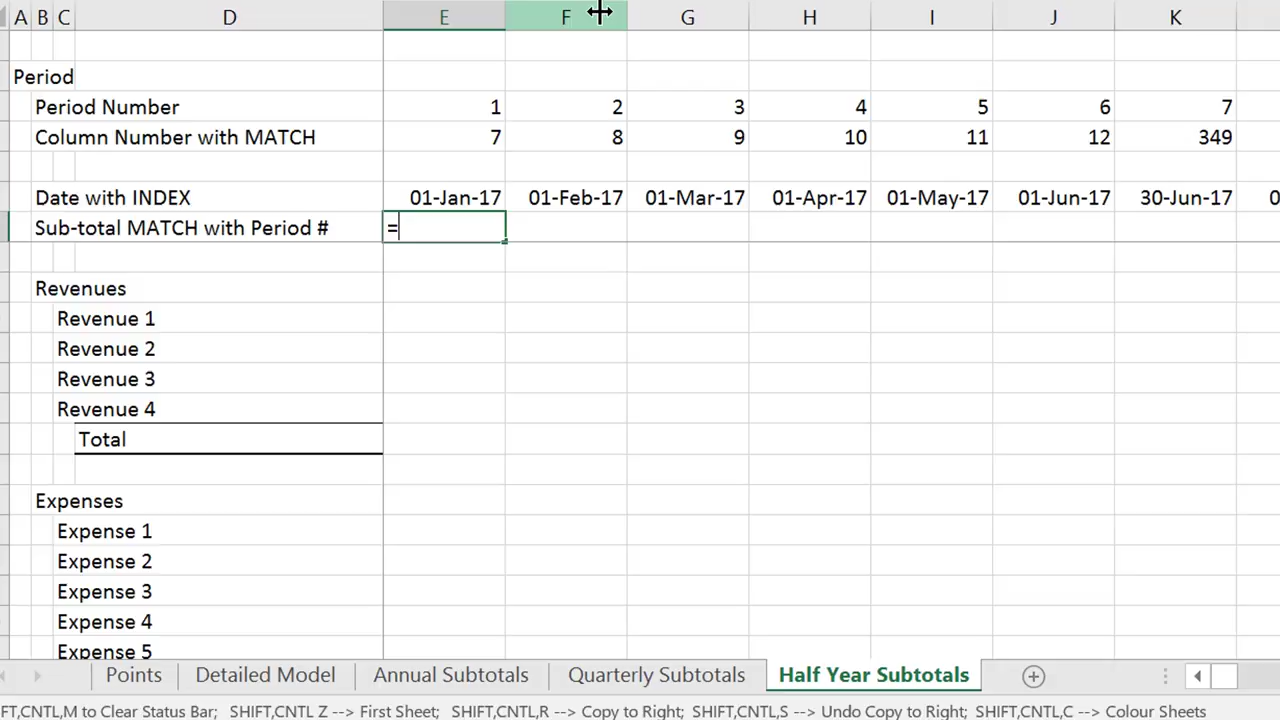 A B C D E F G H I J K
Period
Period Number 1 2 3 4 5 6 7
Column Number with MATCH 7 8 9 10 11 12 349
Date with INDEX 01-Jan-17 01-Feb-17 01-Mar-17 01-Apr-17 01-May-17 01-Jun-17 30-Jun-17 0
Sub-total MATCH with Period # =
Revenues
Revenue 1
Revenue 2
Revenue 3
Revenue 4
Total
Expenses
Expense 1
Expense 2
Expense 3
Expense 4
Expense 5
Points Detailed Model Annual Subtotals Quarterly Subtotals Half Year Subtotals
FT,CNTL,M to Clear Status Bar; SHIFT,CNTL Z --> First Sheet; SHIFT,CNTL,R --> Copy to Right; SHIFT,CNTL,S --> Undo Copy to Right; SHIFT,CNTL,C --> Colour Sheets